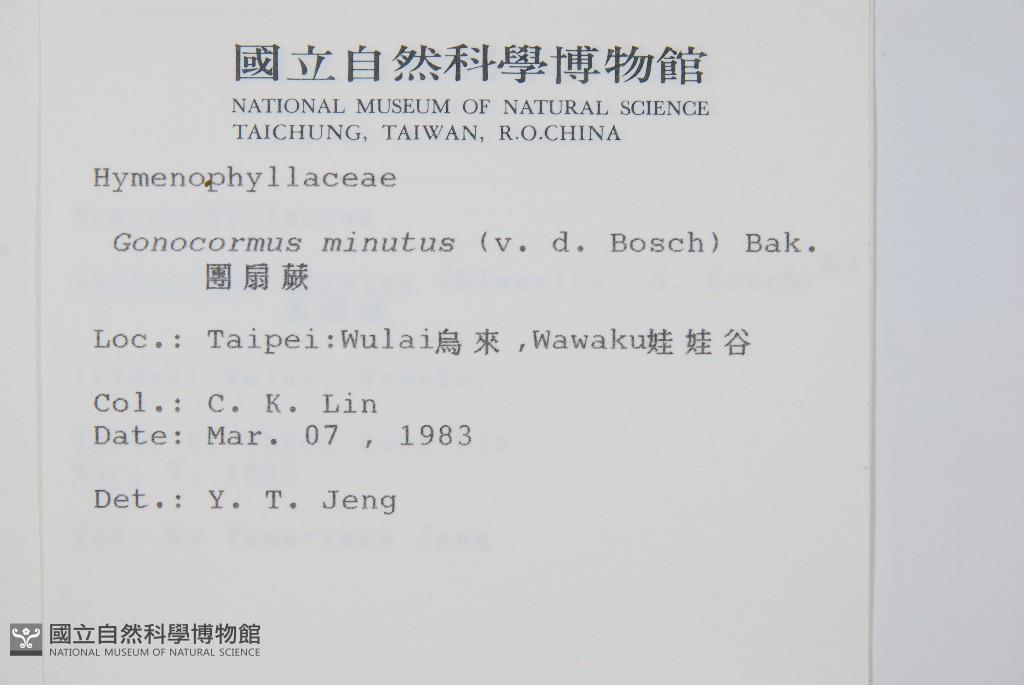 國立自然科學博物館
NATIONAL MUSEUM OF NATURAL SCIENCE
TAICHUNG, TAIWAN, R.O.CHINA
Hymenophyllaceae
Gonocormus minutus (v. d. Bosch) Bak.
團扇蕨
Loc.: Taipei:Wulai烏來,Wawaku娃娃谷
Col.: C. K. Lin
Date: Mar. 07 , 1983
Det.: Y. T. Jeng
國立自然科學博物館
NATIONAL MUSEUM OF NATURAL SCIENCE